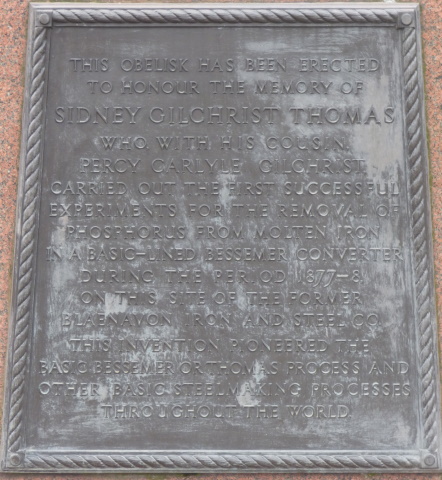 THIS OBELISK HAS BEEN ERECTED
TO HONOUR THE MEMORY OF
SIDNEY GILCHRIST THOMAS
WHO WITH HIS COUSIN,
PERCY CARLYLE GILCHRIST
CARRIED OUT THE FIRST SUCCESSFUL
EXPERIMENTS FOR THE REMOVAL OF
PHOSPHORUS FROM MOLTEN IRON
IN A BASIC-LINED BESSEMER CONVERTER
DURING THE PERIOD 1877-8
ON THIS SITE OF THE FORMER
BLAENAVON IRON AND STEEL CO.
THIS INVENTION PIONEERED THE
BASIC BESSEMER OR THOMAS PROCESS AND
OTHER BASIC STEELMAKING PROCESSES
THROUGHOUT THE WORLD.